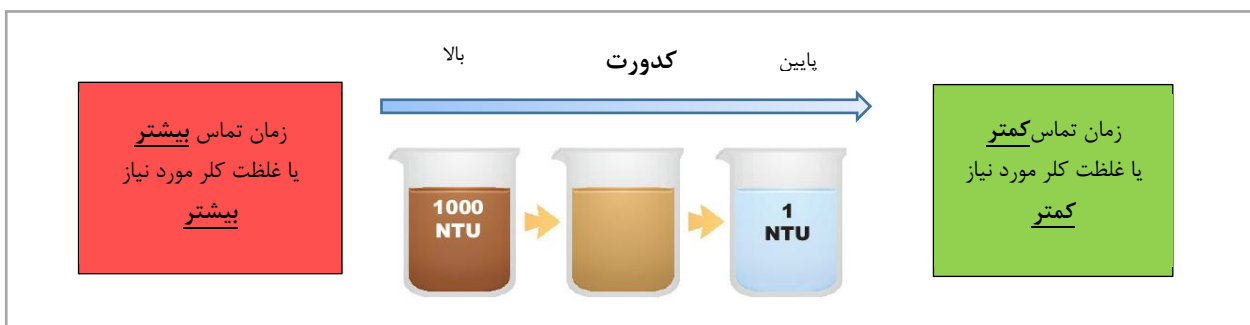 بالا
کدورت
پایین
زمان تماس بیشتر
یا غلظت کلر مورد نیاز
بیشتر
1000
NTU
1
NTU
زمان تماس کمتر
یا غلظت کلر مورد نیاز
کمتر